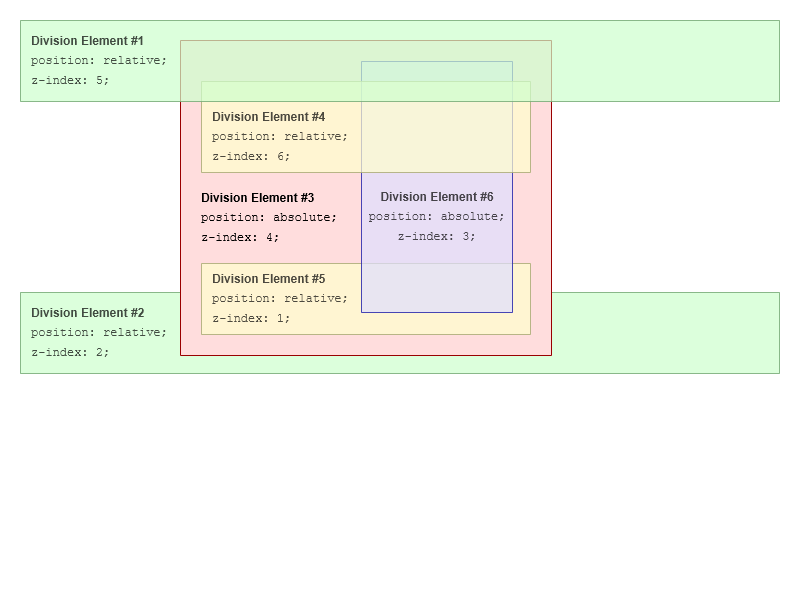 Division Element #1
position: relative;
z-index: 5;
Division Element #4
position: relative;
z-index: 6;
Division Element #3
position: absolute;
z-index: 4;
Division Element #6
position: absolute;
z-index: 3;
Division Element #5
position: relative;
z-index: 1;
Division Element #2
position: relative;
z-index: 2;